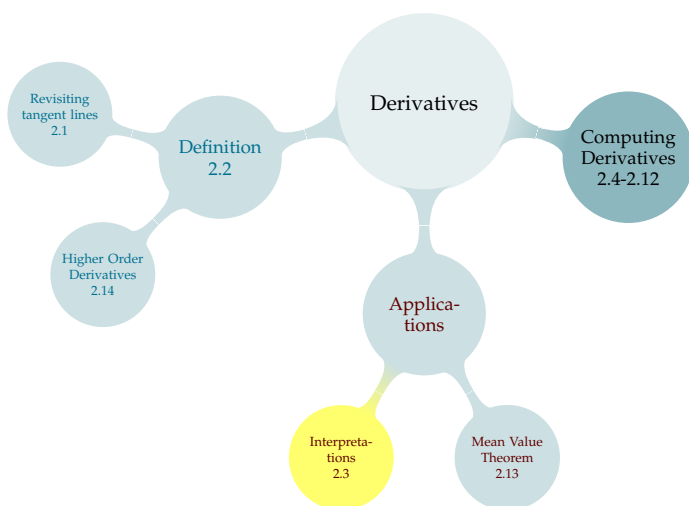 Derivatives
Revisiting
tangent lines
2.1
Definition
2.2
Computing
Derivatives
2.4-2.12
Higher Order
Derivatives
2.14
Applica-
tions
Interpreta-
tions
2.3
Mean Value
Theorem
2.13